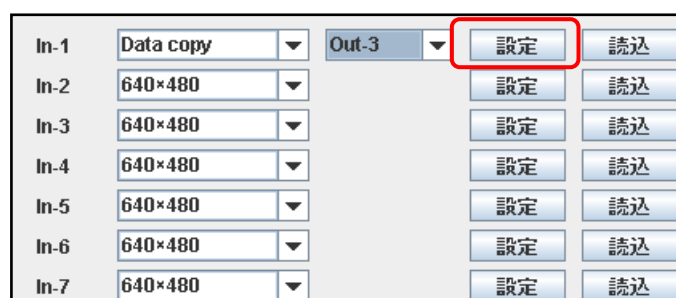 In-1 Data copy Out-3 設定 読込
In-2 640×480 設定 読込
In-3 640×480 設定 読込
In-4 640×480 設定 読込
In-5 640×480 設定 読込
In-6 640×480 設定 読込
In-7 640×480 設定 読込